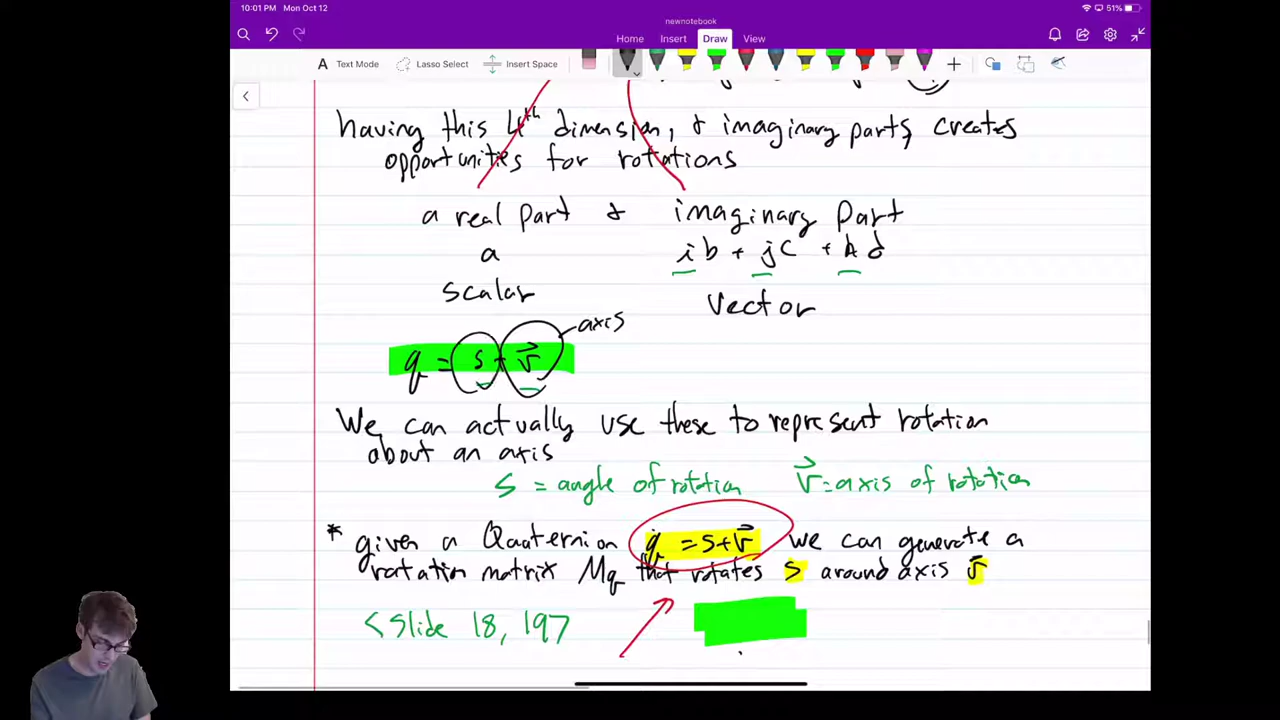 10:01 PM Mon Oct 12
51%
newnotebook
Home Insert Draw View
Text Mode Lasso Select Insert Space
having this 4th dimension, & imaginary parts, creates
opportunities for rotations
a real part & imaginary part
a ib + jc + kd
scalar vector
axis
q = s + v⃗
We can actually use these to represent rotation
about an axis
s = angle of rotation v⃗ = axis of rotation
* given a Quaternion q = s + v⃗ we can generate a
rotation matrix Mq that rotates s around axis v⃗
< Slide 18, 197